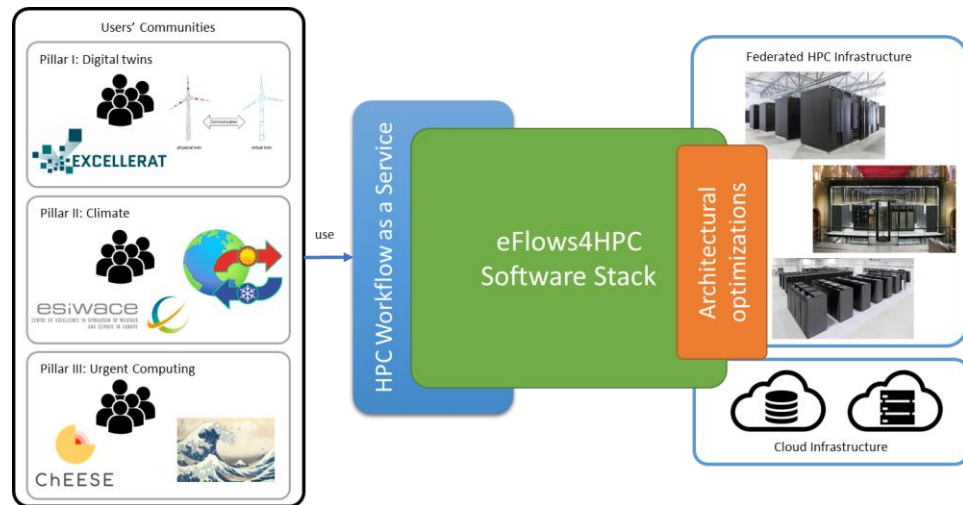 Users' Communities
Pillar I: Digital twins
Communication
physical twin
virtual twin
EXCELLERAT
Pillar II: Climate
esiwace
CENTRE OF EXCELLENCE IN SIMULATION OF WEATHER
AND CLIMATE IN EUROPE
Pillar III: Urgent Computing
ChEESE
use
HPC Workflow as a Service
eFlows4HPC
Software Stack
Architectural
optimizations
Federated HPC Infrastructure
Cloud Infrastructure